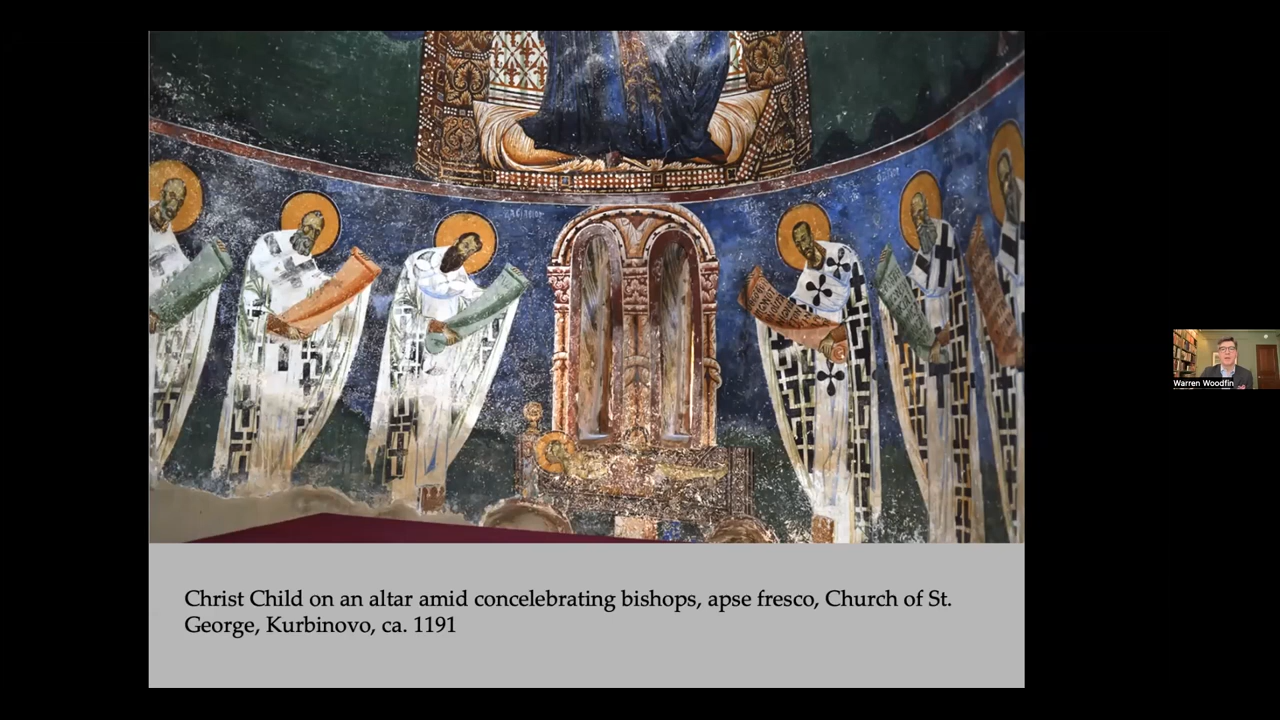 Christ Child on an altar amid concelebrating bishops, apse fresco, Church of St.
George, Kurbinovo, ca. 1191
Warren Woodfin